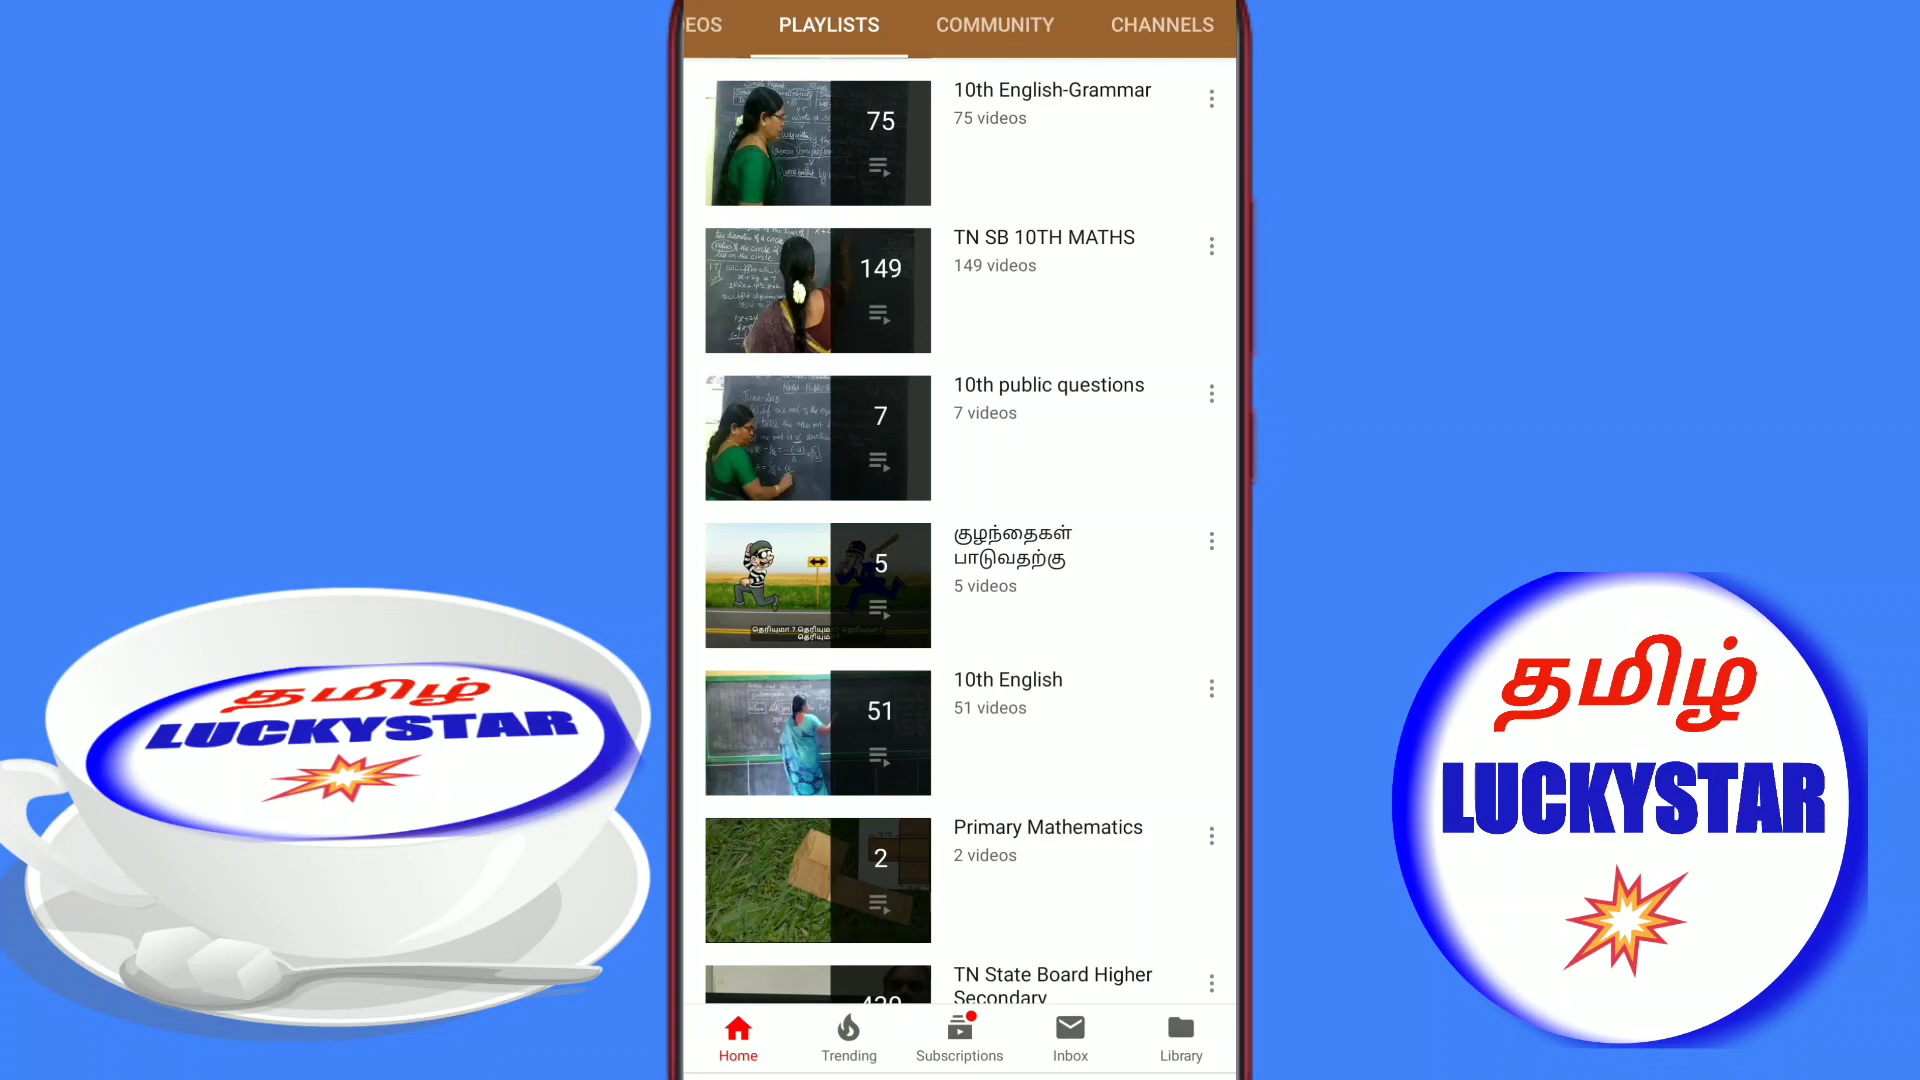 EOS PLAYLISTS COMMUNITY CHANNELS
75
10th English-Grammar
75 videos
149
TN SB 10TH MATHS
149 videos
7
10th public questions
7 videos
5
தெரியுமா ? தெரியுமா? தெரியுமா?
தெரியுமா?
குழந்தைகள்
பாடுவதற்கு
5 videos
51
10th English
51 videos
2
Primary Mathematics
2 videos
TN State Board Higher
Secondary
Home Trending Subscriptions Inbox Library
தமிழ்
LUCKYSTAR
தமிழ்
LUCKYSTAR